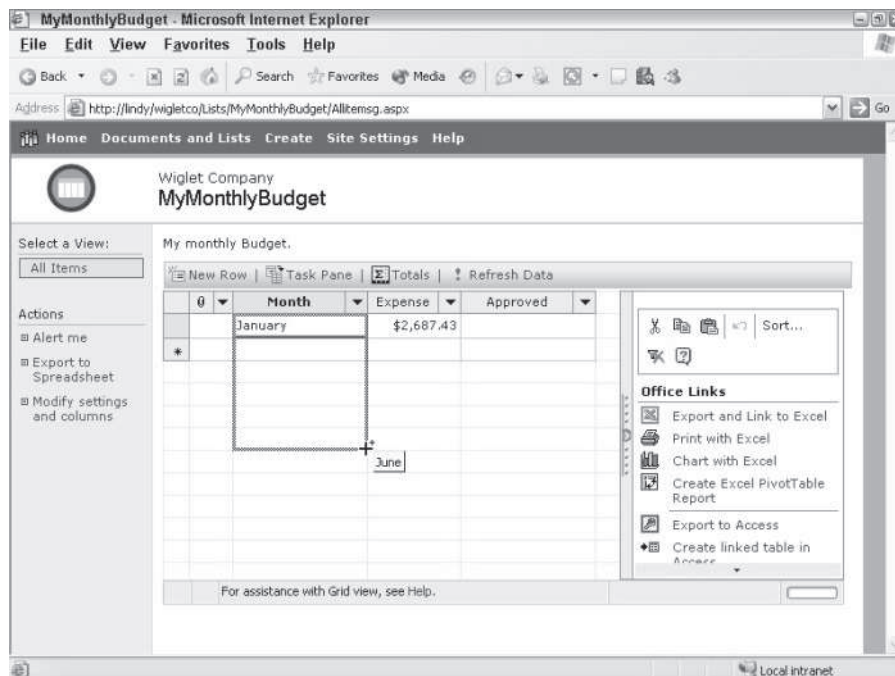 MyMonthlyBudget - Microsoft Internet Explorer
File Edit View Favorites Tools Help
Back Search Favorites Media
Address http://lindy/wigletco/Lists/MyMonthlyBudget/Allitemsg.aspx Go
Home Documents and Lists Create Site Settings Help
Wiglet Company
MyMonthlyBudget
Select a View:
All Items
Actions
Alert me
Export to
Spreadsheet
Modify settings
and columns
My monthly Budget.
New Row | Task Pane | Σ Totals | Refresh Data
Month Expense Approved
January $2,687.43
*
June
Sort...
Office Links
Export and Link to Excel
Print with Excel
Chart with Excel
Create Excel PivotTable
Report
Export to Access
Create linked table in
Access
For assistance with Grid view, see Help.
Local intranet